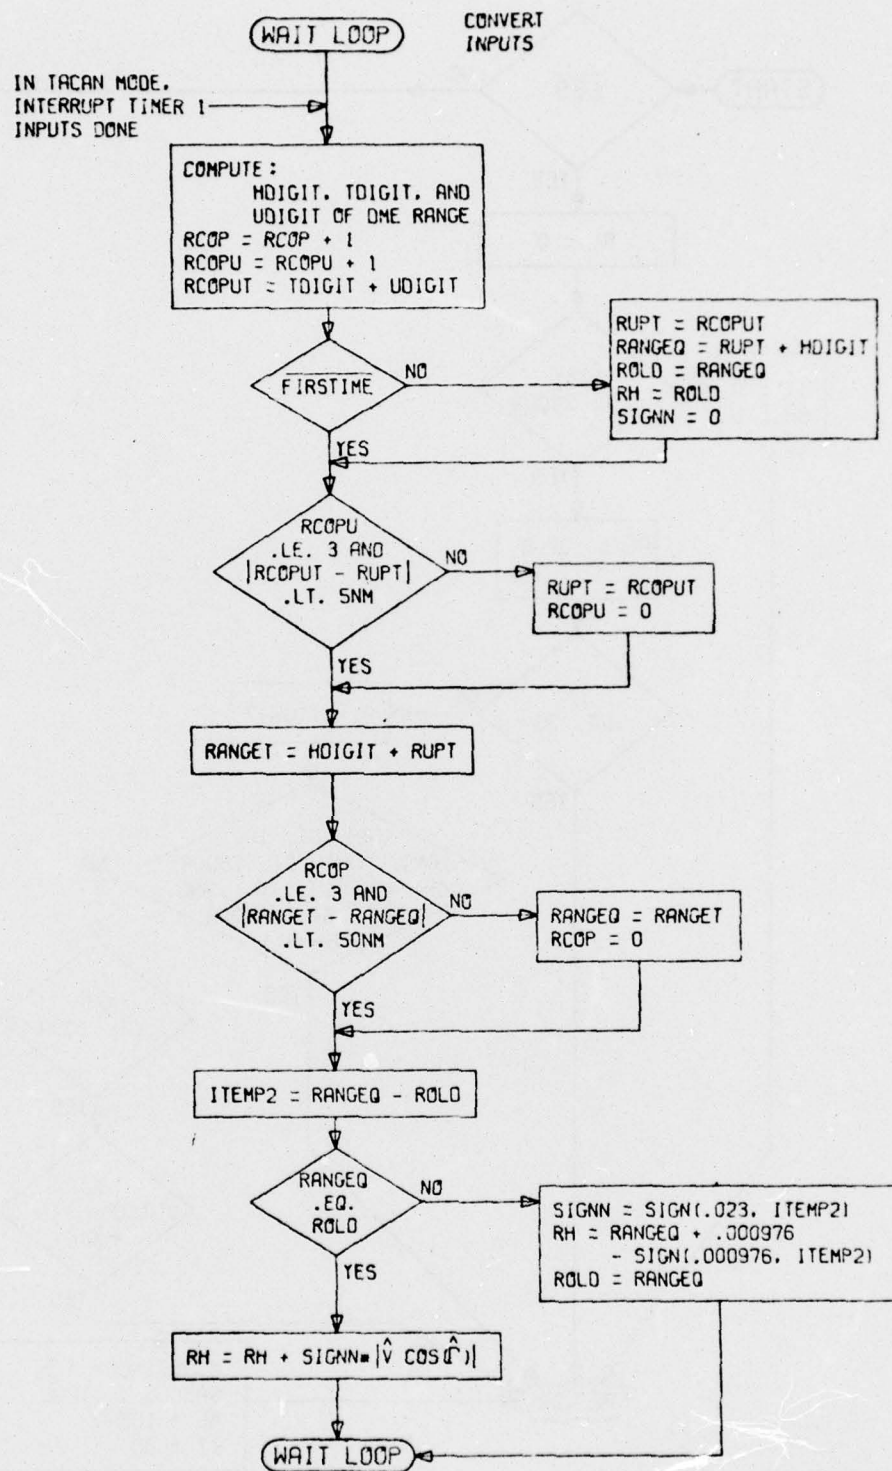 WAIT LOOP
CONVERT
INPUTS
IN TACAN MODE.
INTERRUPT TIMER 1
INPUTS DONE
COMPUTE:
HDIGIT. TDIGIT. AND
UDIGIT OF DME RANGE
RCOP = RCOP + 1
RCOPU = RCOPU + 1
RCOPUT = TDIGIT + UDIGIT
FIRSTIME
NO
YES
RUPT = RCOPUT
RANGEQ = RUPT + HDIGIT
ROLD = RANGEQ
RH = ROLD
SIGNN = 0
RCOPU
.LE. 3 AND
|RCOPUT - RUPT|
.LT. 5NM
NO
YES
RUPT = RCOPUT
RCOPU = 0
RANGET = HDIGIT + RUPT
RCOP
.LE. 3 AND
|RANGET - RANGEQ|
.LT. 50NM
NO
YES
RANGEQ = RANGET
RCOP = 0
ITEMP2 = RANGEQ - ROLD
RANGEQ
.EQ.
ROLD
NO
YES
SIGNN = SIGN(.023. ITEMP2)
RH = RANGEQ + .000976
- SIGN(.000976. ITEMP2)
ROLD = RANGEQ
RH = RH + SIGNN*|V̂ COS(Γ̂)|
WAIT LOOP